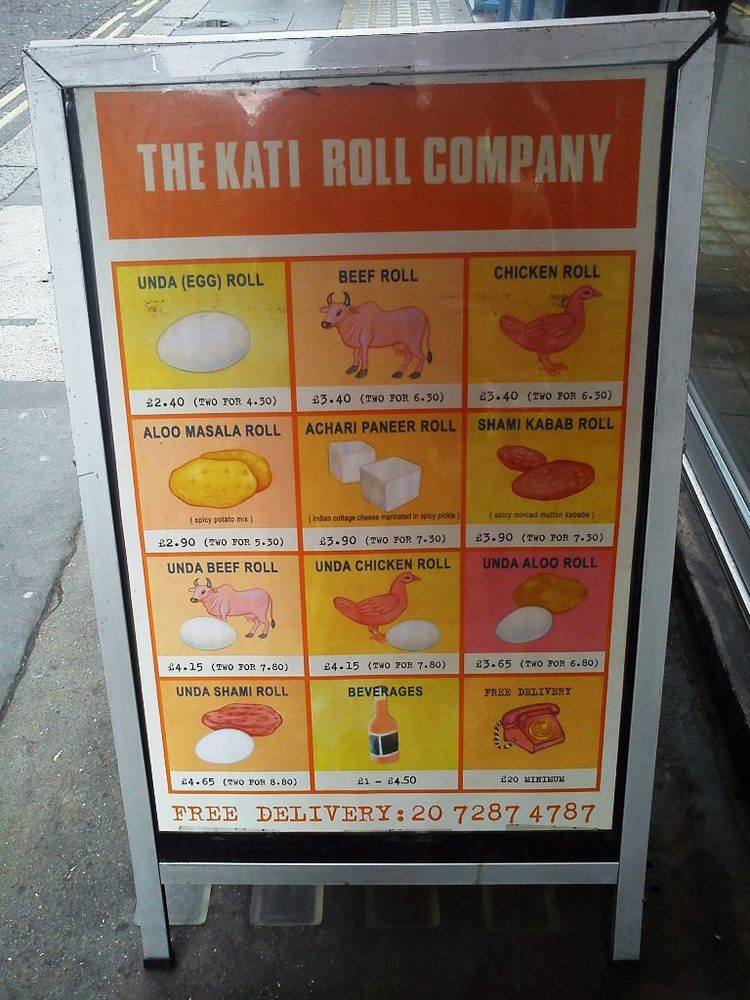 THE KATI ROLL COMPANY
UNDA (EGG) ROLL
£2.40 (TWO FOR 4.30)
BEEF ROLL
£3.40 (TWO FOR 6.30)
CHICKEN ROLL
£3.40 (TWO FOR 6.30)
ALOO MASALA ROLL
( spicy potato mix )
£2.90 (TWO FOR 5.30)
ACHARI PANEER ROLL
( indian cottage cheese marinated in spicy pickle )
£3.90 (TWO FOR 7.30)
SHAMI KABAB ROLL
( spicy minced mutton kababs )
£3.90 (TWO FOR 7.30)
UNDA BEEF ROLL
£4.15 (TWO FOR 7.80)
UNDA CHICKEN ROLL
£4.15 (TWO FOR 7.80)
UNDA ALOO ROLL
£3.65 (TWO FOR 6.80)
UNDA SHAMI ROLL
£4.65 (TWO FOR 8.80)
BEVERAGES
£1 - £4.50
FREE DELIVERY
£20 MINIMUM
FREE DELIVERY: 20 7287 4787